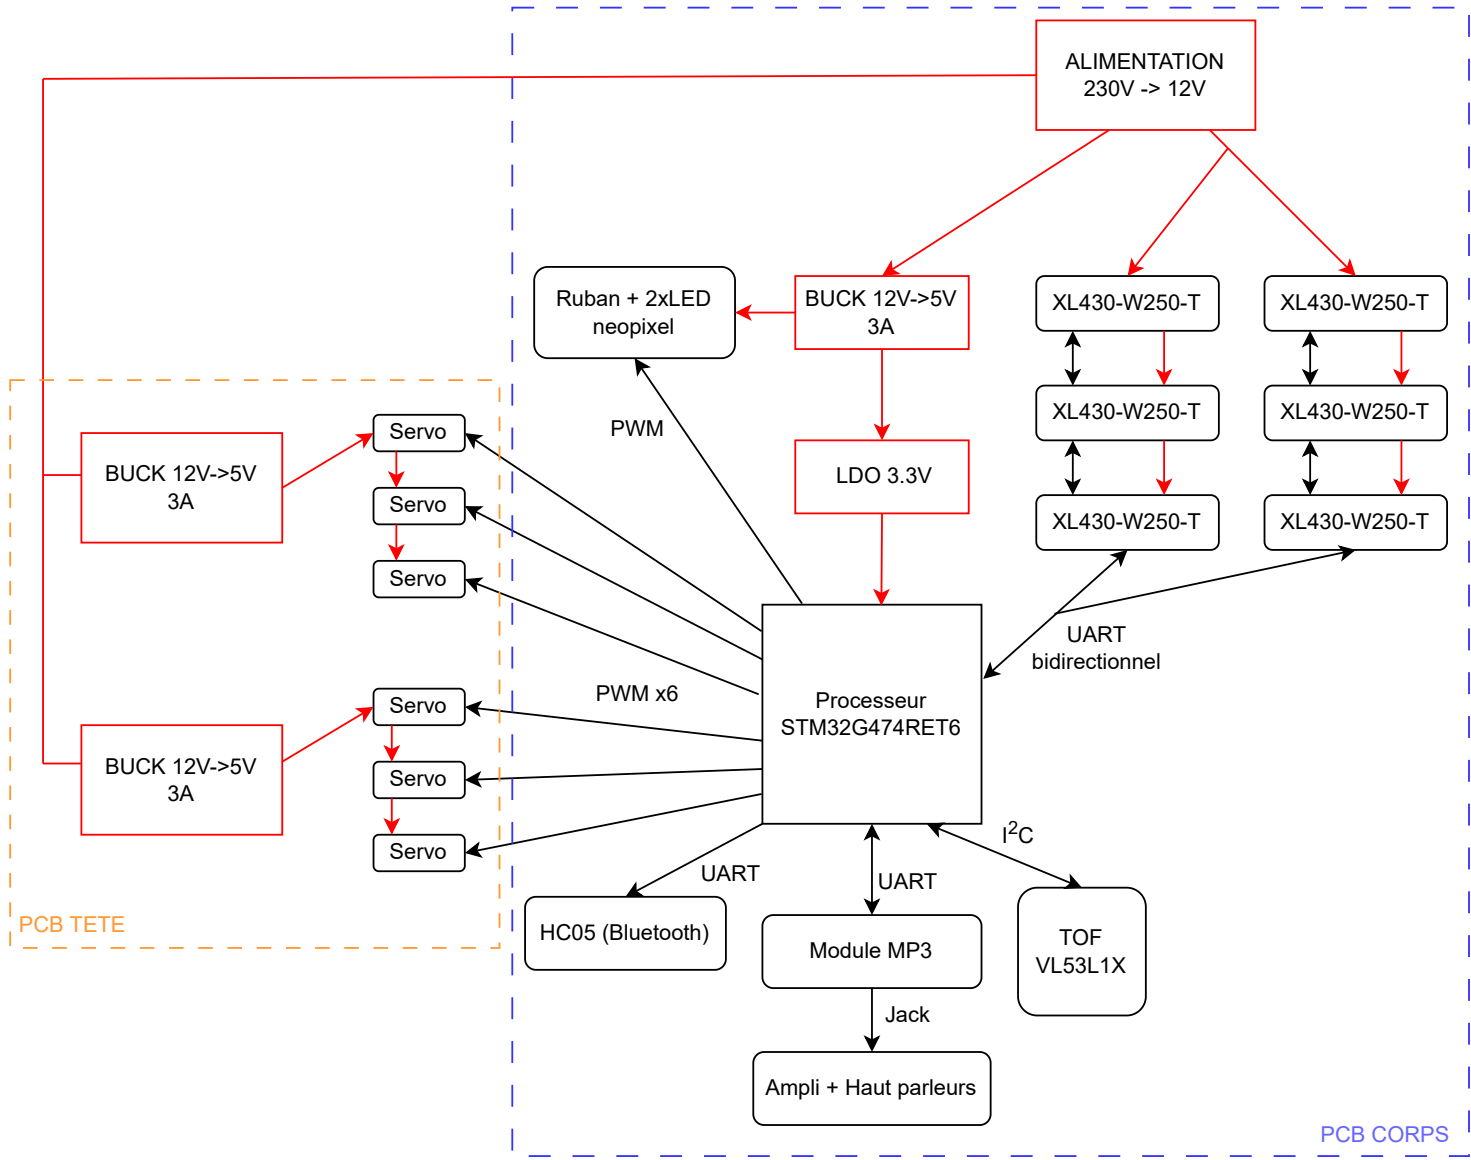 ALIMENTATION
230V -> 12V
Ruban + 2xLED
neopixel
BUCK 12V->5V
3A
XL430-W250-T
XL430-W250-T
XL430-W250-T
XL430-W250-T
XL430-W250-T
XL430-W250-T
PWM
LDO 3.3V
BUCK 12V->5V
3A
Servo
Servo
Servo
UART
bidirectionnel
Processeur
STM32G474RET6
PWM x6
BUCK 12V->5V
3A
Servo
Servo
Servo
PCB TETE
UART
UART
I²C
HC05 (Bluetooth)
Module MP3
TOF
VL53L1X
Jack
Ampli + Haut parleurs
PCB CORPS